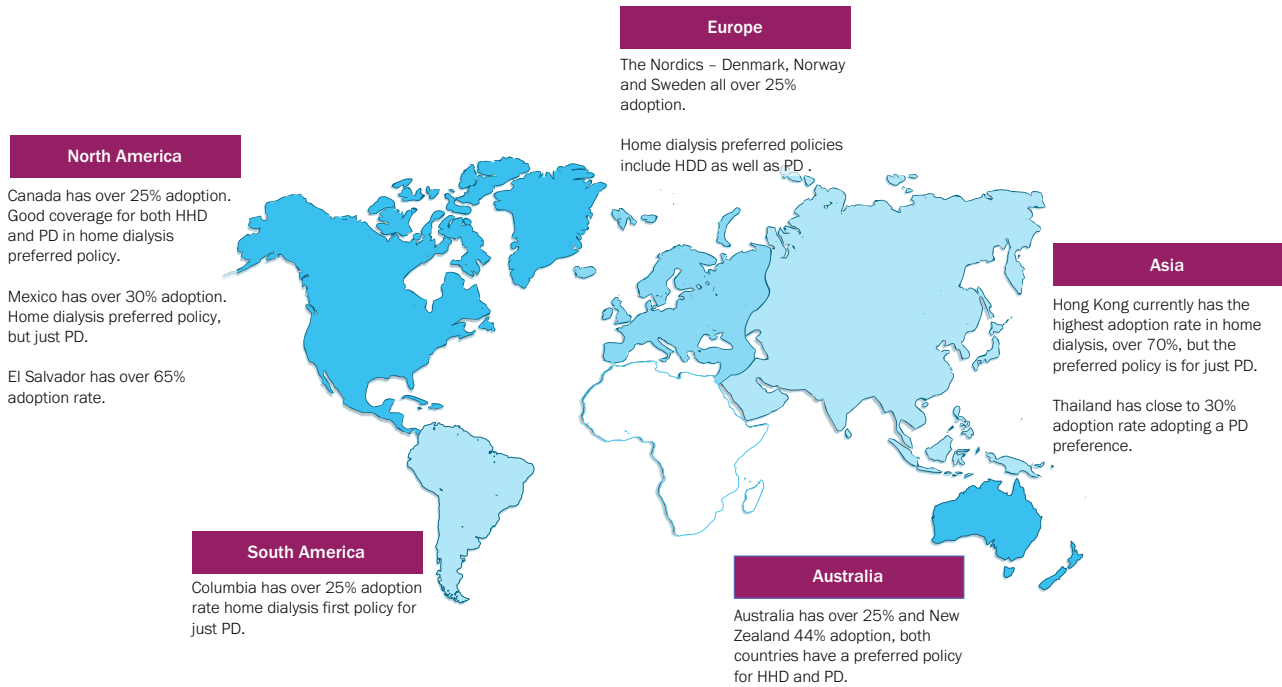 Europe
The Nordics – Denmark, Norway
and Sweden all over 25%
adoption.
Home dialysis preferred policies
include HDD as well as PD .
North America
Canada has over 25% adoption.
Good coverage for both HHD
and PD in home dialysis
preferred policy.
Mexico has over 30% adoption.
Home dialysis preferred policy,
but just PD.
El Salvador has over 65%
adoption rate.
Asia
Hong Kong currently has the
highest adoption rate in home
dialysis, over 70%, but the
preferred policy is for just PD.
Thailand has close to 30%
adoption rate adopting a PD
preference.
South America
Columbia has over 25% adoption
rate home dialysis first policy for
just PD.
Australia
Australia has over 25% and New
Zealand 44% adoption, both
countries have a preferred policy
for HHD and PD.